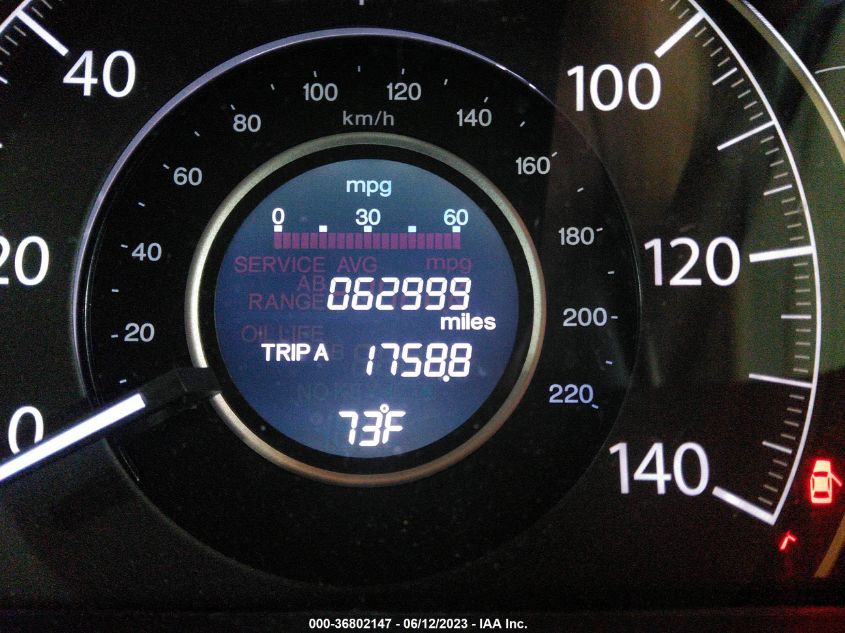 40
100
100
120
km/h
80
140
60
160
mpg
0 30 60
20
40
180
120
SERVICE AVG mpg
RANGE
062999
miles
20
200
OIL LIFE
TRIP A 1758.8
220
0
73°F
140
000-36802147 - 06/12/2023 - IAA Inc.